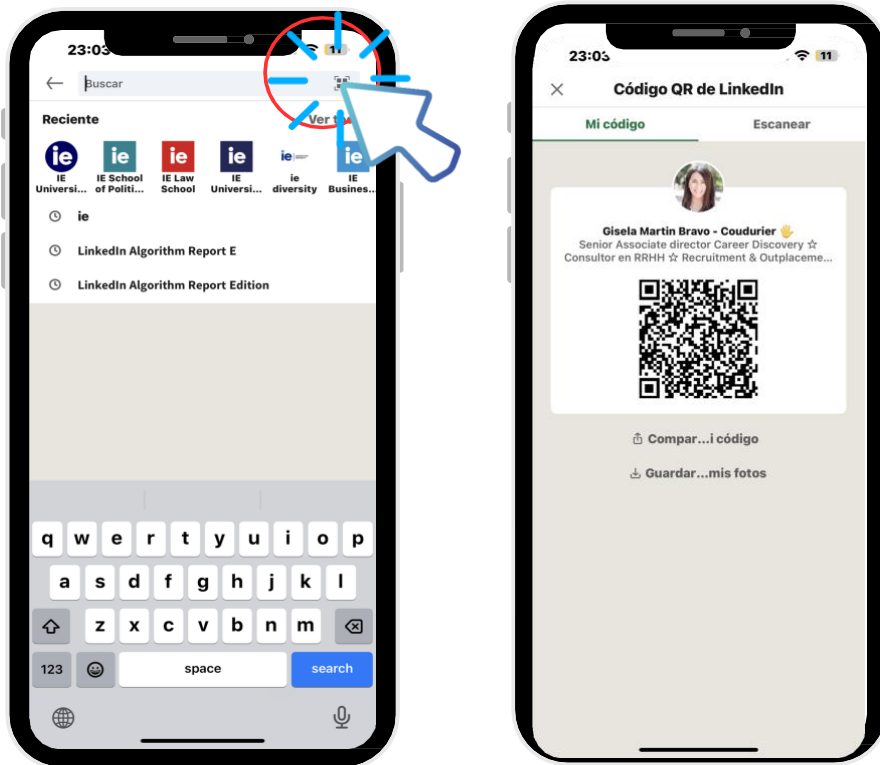 23:03
11
Buscar
Reciente
Ver t
ie
ie
ie
ie
ie
ie
IE Universi...
IE School of Politi...
IE Law School
IE Universi...
ie diversity
IE Busines...
ie
LinkedIn Algorithm Report E
LinkedIn Algorithm Report Edition
q w e r t y u i o p
a s d f g h j k l
z x c v b n m
123
space
search
23:03
11
Código QR de LinkedIn
Mi código
Escanear
Gisela Martin Bravo - Coudurier 🖐
Senior Associate director Career Discovery ☆
Consultor en RRHH ☆ Recruitment & Outplaceme...
Compar...i código
Guardar...mis fotos